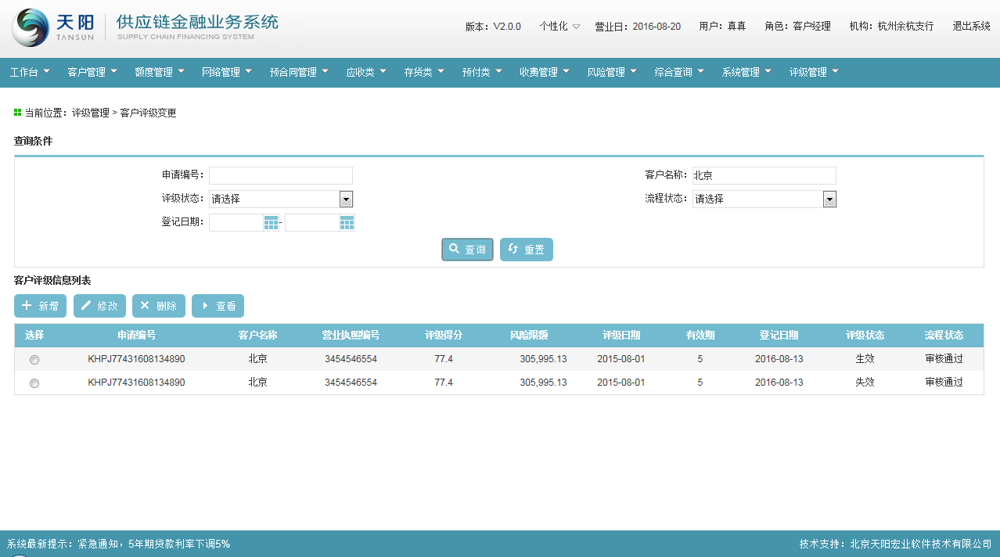 天阳 供应链金融业务系统
TANSUN SUPPLY CHAIN FINANCING SYSTEM
版本：V2.0.0 个性化 营业日：2016-08-20 用户：真真 角色：客户经理 机构：杭州余杭支行 退出系统
工作台 客户管理 额度管理 网络管理 预合同管理 应收类 存货类 预付类 收费管理 风险管理 综合查询 系统管理 评级管理
当前位置：评级管理 > 客户评级变更
查询条件
申请编号： 客户名称：北京
评级状态：请选择 流程状态：请选择
登记日期： -
查询 重置
客户评级信息列表
新增 修改 删除 查看
选择 申请编号 客户名称 营业执照编号 评级得分 风险限额 评级日期 有效期 登记日期 评级状态 流程状态
KHPJ77431608134890 北京 3454546554 77.4 305,995.13 2015-08-01 5 2016-08-13 生效 审核通过
KHPJ77431608134890 北京 3454546554 77.4 305,995.13 2015-08-01 5 2016-08-13 失效 审核通过
系统最新提示：紧急通知，5年期贷款利率下调5% 技术支持：北京天阳宏业软件技术有限公司